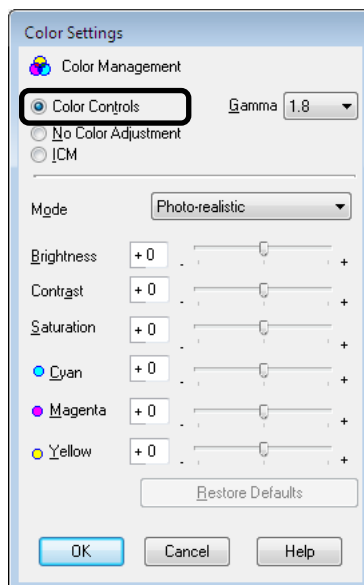 Color Settings
Color Management
Color Controls Gamma 1.8
No Color Adjustment
ICM
Mode Photo-realistic
Brightness +0 - +
Contrast +0 - +
Saturation +0 - +
Cyan +0 - +
Magenta +0 - +
Yellow +0 - +
Restore Defaults
OK Cancel Help